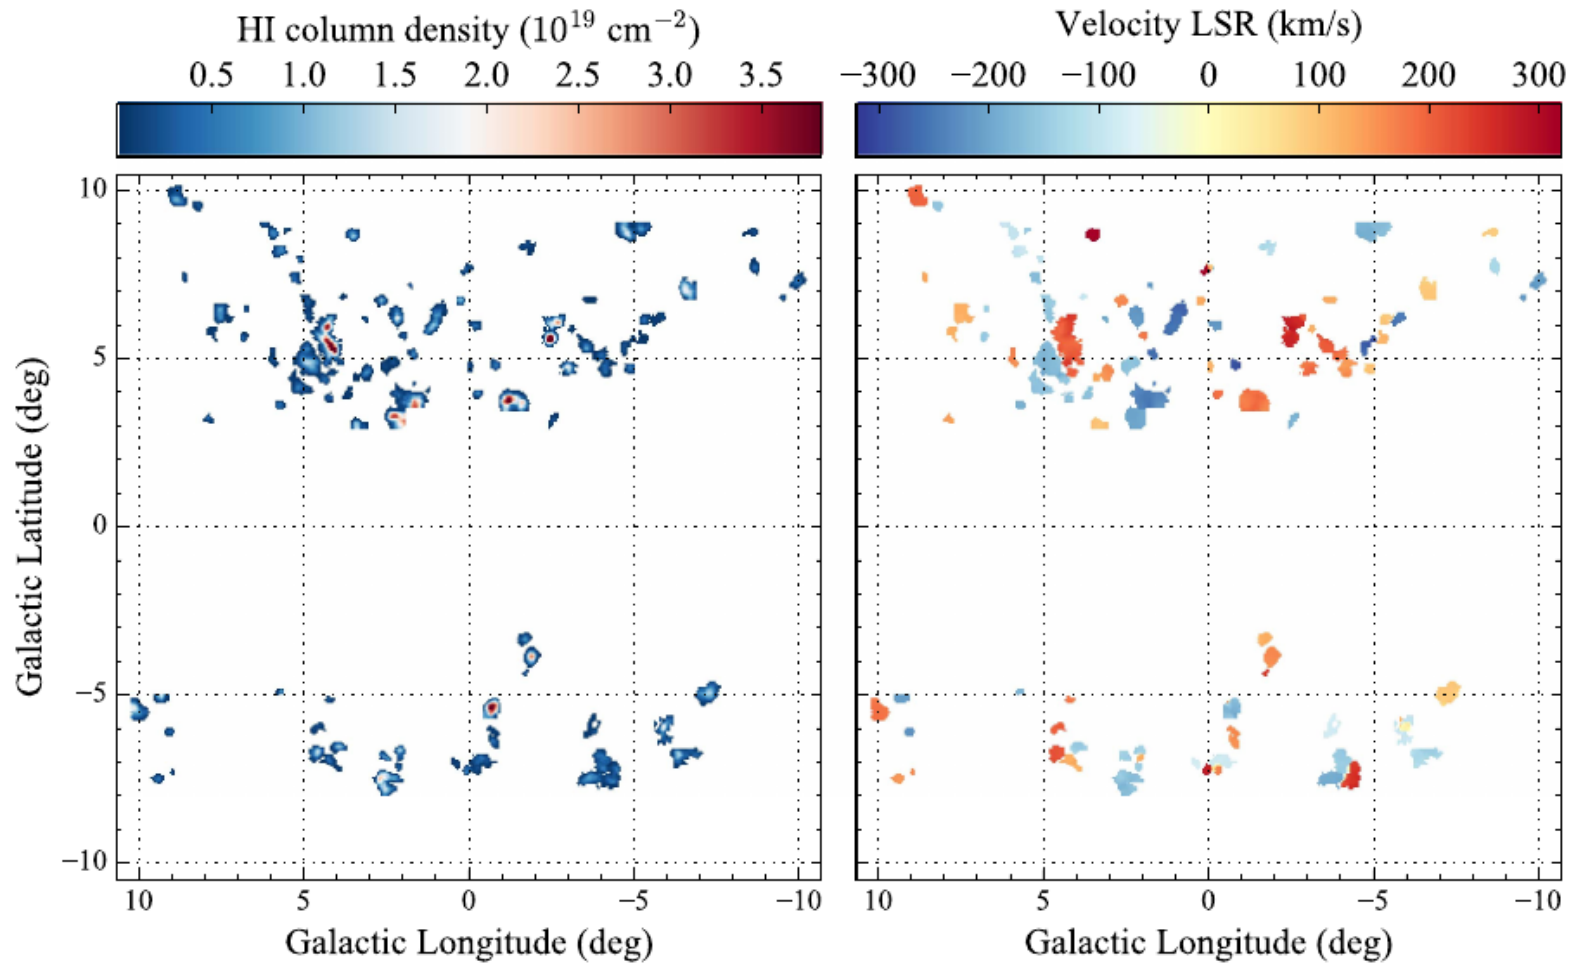 HI column density (10¹⁹ cm⁻²)
0.5 1.0 1.5 2.0 2.5 3.0 3.5
Velocity LSR (km/s)
−300 −200 −100 0 100 200 300
Galactic Latitude (deg)
10
5
0
−5
−10
10 5 0 −5 −10
Galactic Longitude (deg)
10 5 0 −5 −10
Galactic Longitude (deg)